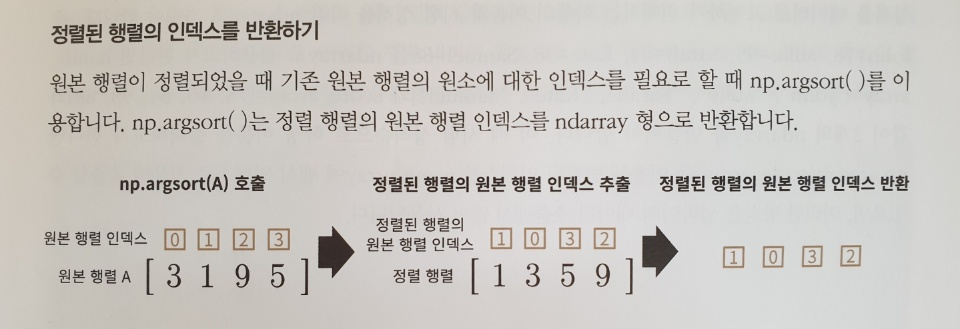 정렬된 행렬의 인덱스를 반환하기
원본 행렬이 정렬되었을 때 기존 원본 행렬의 원소에 대한 인덱스를 필요로 할 때 np.argsort( )를 이
용합니다. np.argsort( )는 정렬 행렬의 원본 행렬 인덱스를 ndarray 형으로 반환합니다.
np.argsort(A) 호출
원본 행렬 인덱스 0 1 2 3
원본 행렬 A [ 3 1 9 5 ]
정렬된 행렬의 원본 행렬 인덱스 추출
정렬된 행렬의
원본 행렬 인덱스 1 0 3 2
정렬 행렬 [ 1 3 5 9 ]
정렬된 행렬의 원본 행렬 인덱스 반환
1 0 3 2